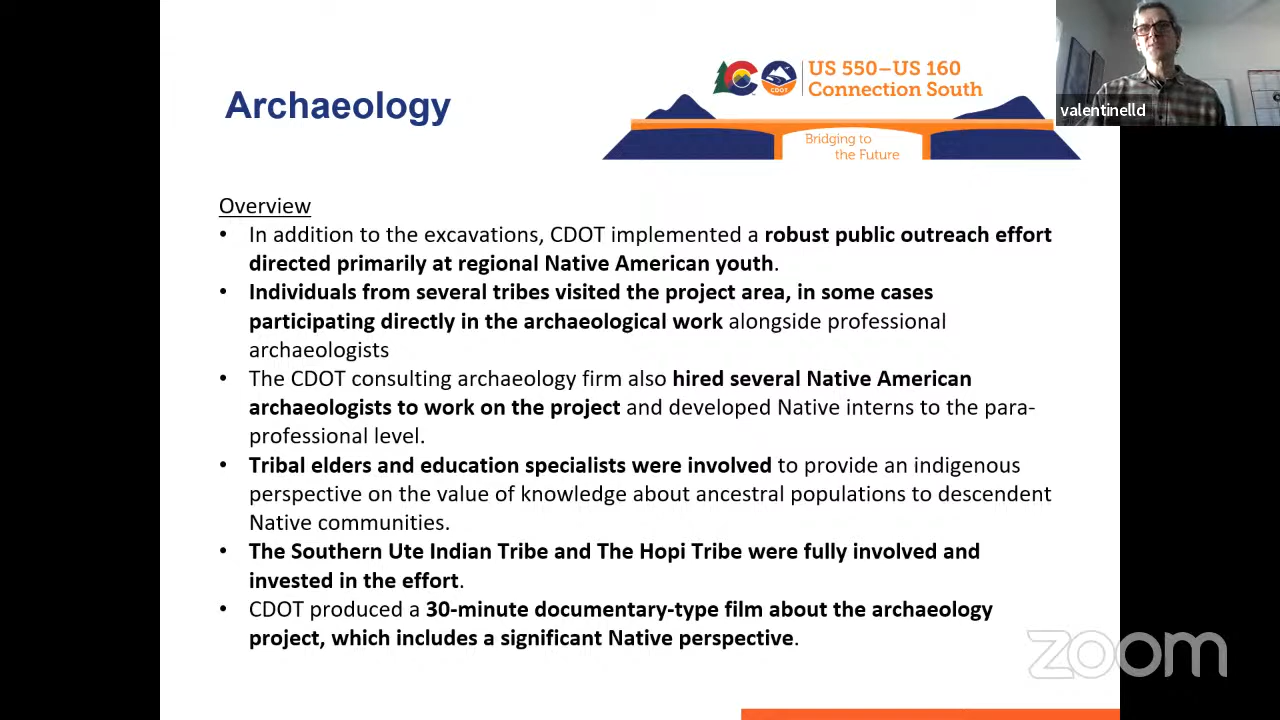 Archaeology
US 550–US 160
Connection South
CDOT
Bridging to
the Future
valentinelld
Overview
• In addition to the excavations, CDOT implemented a robust public outreach effort
directed primarily at regional Native American youth.
• Individuals from several tribes visited the project area, in some cases
participating directly in the archaeological work alongside professional
archaeologists
• The CDOT consulting archaeology firm also hired several Native American
archaeologists to work on the project and developed Native interns to the para-
professional level.
• Tribal elders and education specialists were involved to provide an indigenous
perspective on the value of knowledge about ancestral populations to descendent
Native communities.
• The Southern Ute Indian Tribe and The Hopi Tribe were fully involved and
invested in the effort.
• CDOT produced a 30-minute documentary-type film about the archaeology
project, which includes a significant Native perspective.
zoom